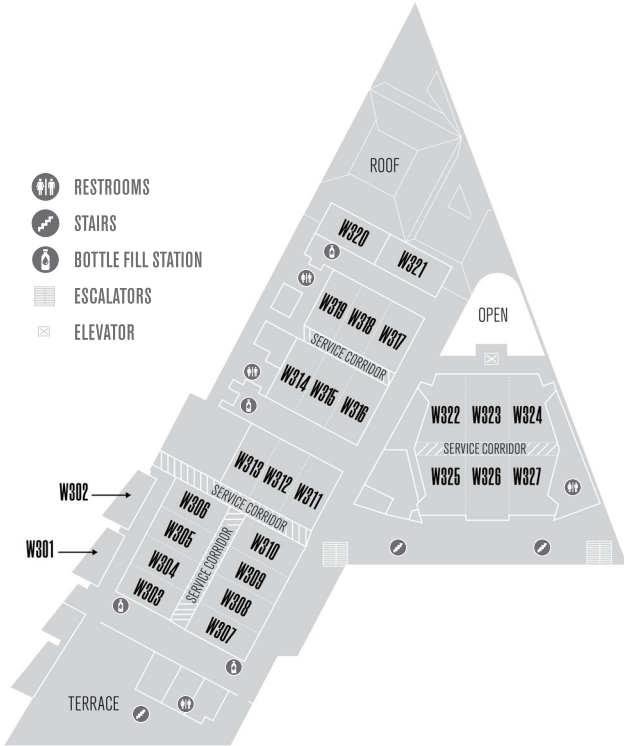 RESTROOMS
STAIRS
BOTTLE FILL STATION
ESCALATORS
ELEVATOR
ROOF
W320
W321
OPEN
W319 W318 W317
SERVICE CORRIDOR
W314 W315 W316
W322 W323 W324
SERVICE CORRIDOR
W325 W326 W327
W313 W312 W311
SERVICE CORRIDOR
W302
W301
W306
W305
W304
W303
SERVICE CORRIDOR
W310
W309
W308
W307
TERRACE